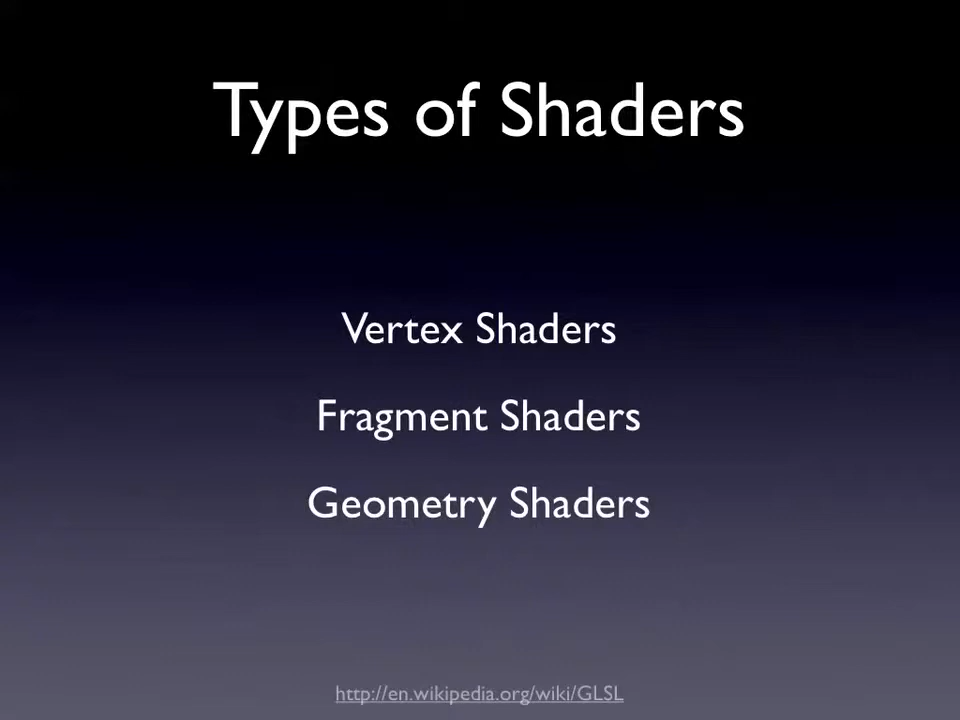 Types of Shaders
Vertex Shaders
Fragment Shaders
Geometry Shaders
http://en.wikipedia.org/wiki/GLSL